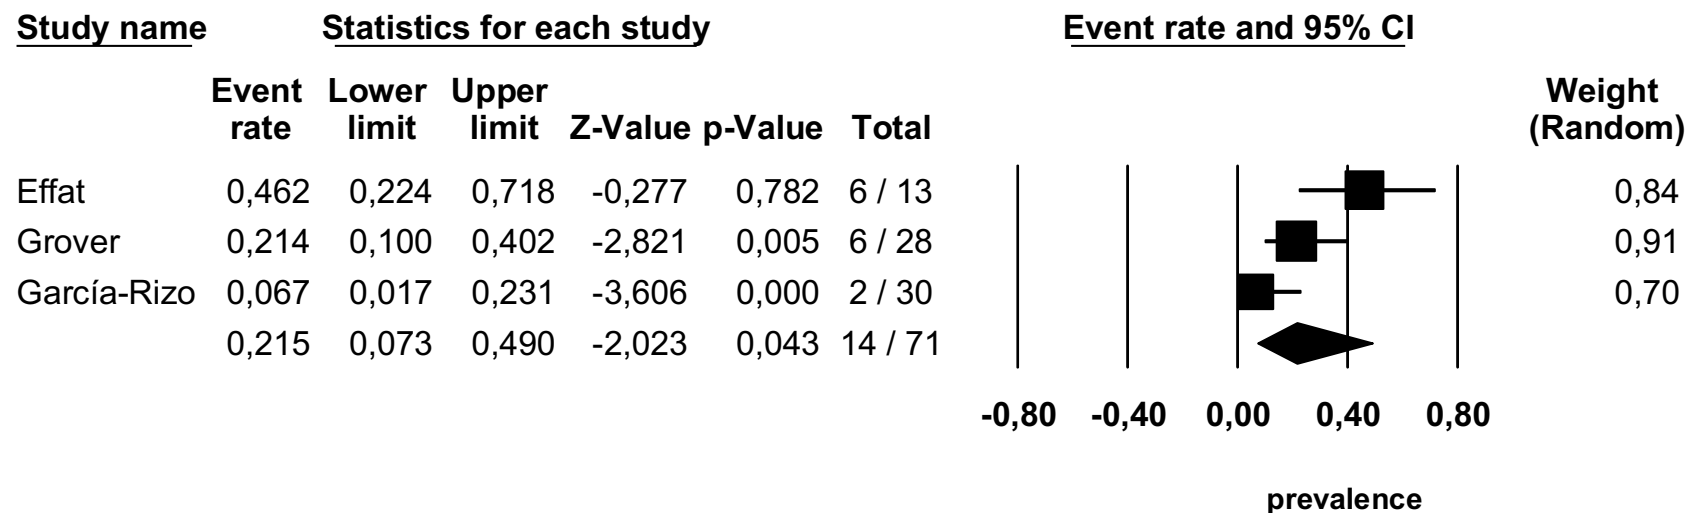 Study name Statistics for each study Event rate and 95% CI
Event Lower Upper Weight
rate limit limit Z-Value p-Value Total (Random)
Effat 0,462 0,224 0,718 -0,277 0,782 6 / 13 0,84
Grover 0,214 0,100 0,402 -2,821 0,005 6 / 28 0,91
García-Rizo 0,067 0,017 0,231 -3,606 0,000 2 / 30 0,70
0,215 0,073 0,490 -2,023 0,043 14 / 71
-0,80 -0,40 0,00 0,40 0,80
prevalence